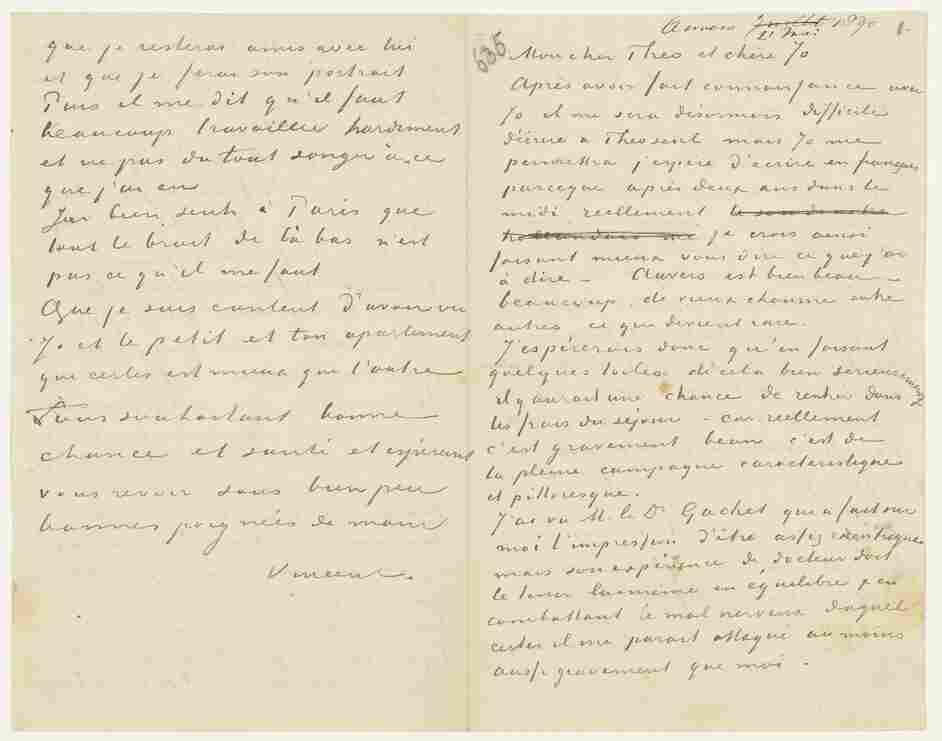 que je resterai amis avec lui
et que je ferai son portrait
Puis il me dit qu'il faut
beaucoup travailler hardiment
et ne pas du tout songer à ce
que j'ai eu
J'ai bien senti à Paris que
tout le bruit de là bas n'est
pas ce qu'il me faut
Que je suis content d'avoir vu
Jo et le petit et ton apartement
que certes est mieux que l'autre
Vous souhaitant bonne
chance et santé et espérant
vous revoir sous bien peu
bonnes poignées de main
Vincent.
Auvers juillet 1890 1.
21 Mai
635
Mon cher Theo et chère Jo
Après avoir fait connaissance avec
Jo il me sera désormais difficile
d'écrire à Theo seul mais Jo me
permettra j'espère d'écrire en français
parceque après deux ans dans le
midi reellement
je crois ainsi
faisant mieux vous dire ce que j'ai
à dire – Auvers est bien beau –
beaucoup de vieux chaumes entre
autres, ce que devient rare.
J'espérerais donc qu'en faisant
quelques toiles de cela bien serieusement
il y aurait une chance de rentrer dans
les frais du séjour – car reellement
c'est gravement beau c'est de
la pleine campagne caracteristique
et pittoresque.
J'ai vu M. le Dr Gachet qui a fait sur
moi l'impression d'être assez excentrique
mais son expérience de docteur doit
le tenir lui même en equilibre en
combattant le mal nerveux duquel
certes il me parait attaqué au moins
aussi gravement que moi.